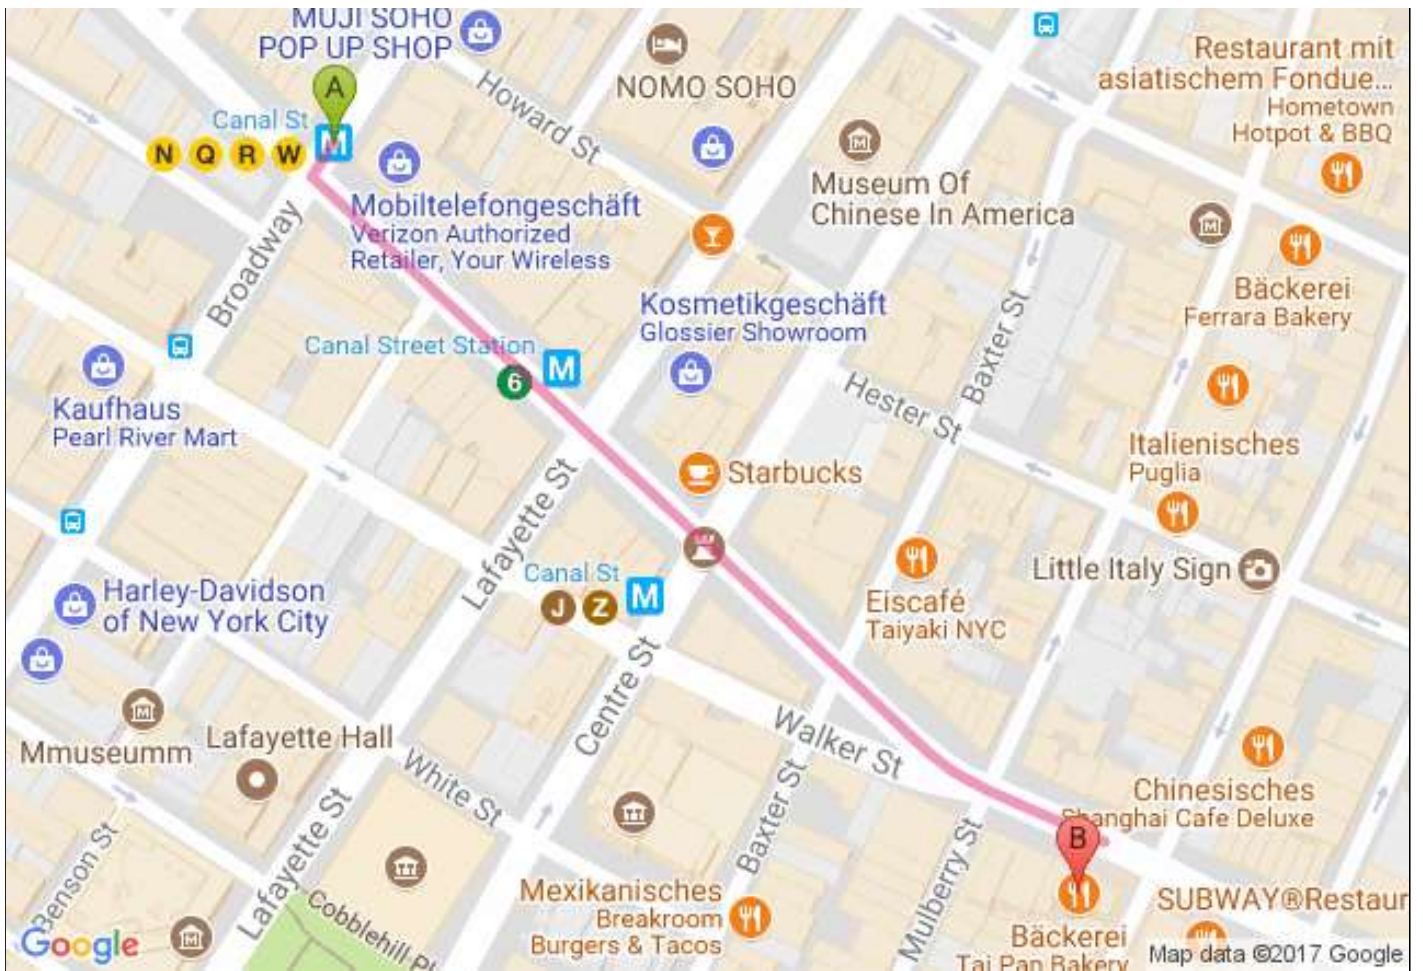 MUJI SOHO
POP UP SHOP
A
Canal St
M
N Q R W
Howard St
NOMO SOHO
Restaurant mit
asiatischem Fondue...
Hometown
Hotpot & BBQ
Museum Of
Chinese In America
Mobiltelefongeschäft
Verizon Authorized
Retailer, Your Wireless
Broadway
Bäckerei
Ferrara Bakery
Kosmetikgeschäft
Glossier Showroom
Canal Street Station
M
6
Baxter St
Hester St
Kaufhaus
Pearl River Mart
Italienisches
Puglia
Starbucks
Lafayette St
Canal St
M
J Z
Little Italy Sign
Harley-Davidson
of New York City
Eiscafé
Taiyaki NYC
Centre St
Mmuseumm
Lafayette Hall
White St
Walker St
Baxter St
Chinesisches
Shanghai Cafe Deluxe
B
Mulberry St
Benson St
Lafayette St
Cobblehill Pl
Mexikanisches
Breakroom
Burgers & Tacos
Bäckerei
Tai Pan Bakery
SUBWAY®Restaur
Google
Map data ©2017 Google